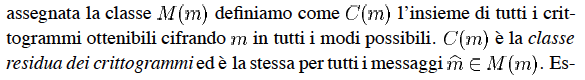 assegnata la classe M(m) definiamo come C(m) l'insieme di tutti i crit-
togrammi ottenibili cifrando m in tutti i modi possibili. C(m) è la classe
residua dei crittogrammi ed è la stessa per tutti i messaggi m̂ ∈ M(m). Es-